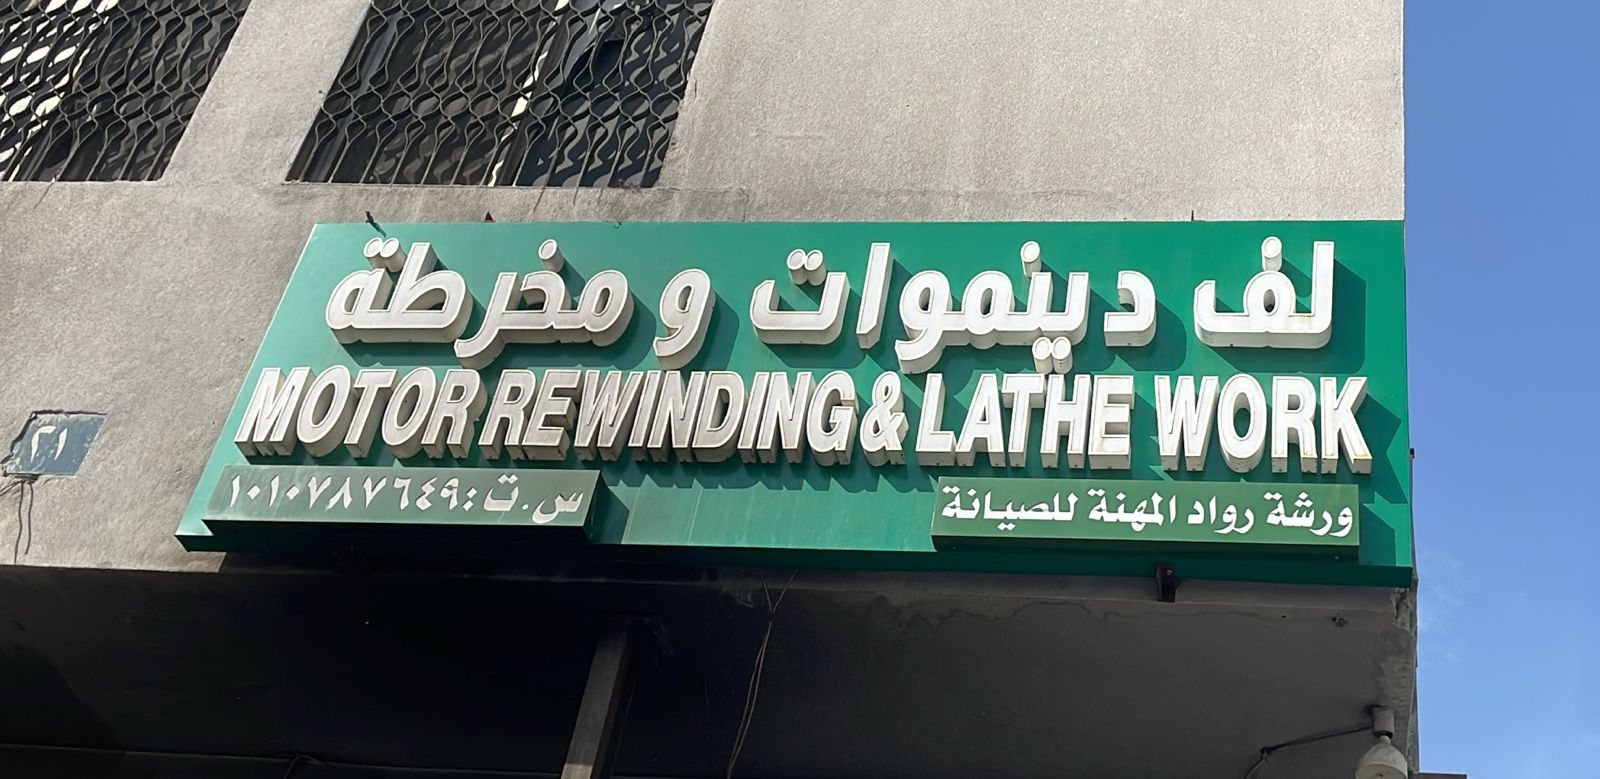 لف دينموات و مخرطة
MOTOR REWINDING & LATHE WORK
ورشة رواد المهنة للصيانة
س.ت: ١٠١٠٧٨٧٦٤٩
٢١